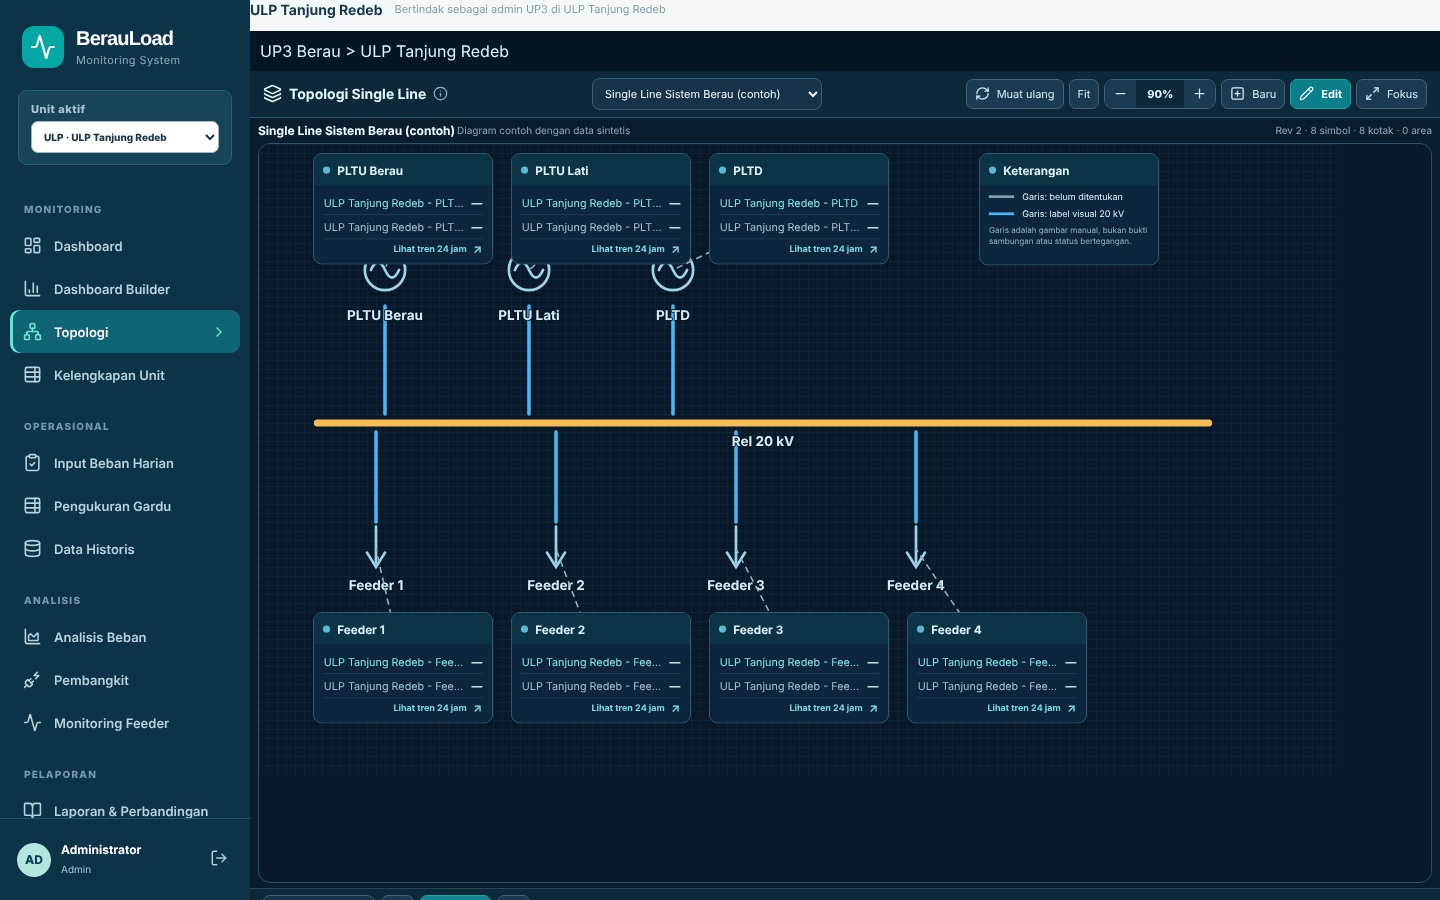 BerauLoad
Monitoring System
Unit aktif
ULP · ULP Tanjung Redeb
MONITORING
Dashboard
Dashboard Builder
Topologi
Kelengkapan Unit
OPERASIONAL
Input Beban Harian
Pengukuran Gardu
Data Historis
ANALISIS
Analisis Beban
Pembangkit
Monitoring Feeder
PELAPORAN
Laporan & Perbandingan
AD
Administrator
Admin
ULP Tanjung Redeb Bertindak sebagai admin UP3 di ULP Tanjung Redeb
UP3 Berau > ULP Tanjung Redeb
Topologi Single Line
Single Line Sistem Berau (contoh)
Muat ulang
Fit
− 90% +
Baru
Edit
Fokus
Single Line Sistem Berau (contoh) Diagram contoh dengan data sintetis
Rev 2 · 8 simbol · 8 kotak · 0 area
PLTU Berau
ULP Tanjung Redeb - PLT... —
ULP Tanjung Redeb - PLT... —
Lihat tren 24 jam
PLTU Lati
ULP Tanjung Redeb - PLT... —
ULP Tanjung Redeb - PLT... —
Lihat tren 24 jam
PLTD
ULP Tanjung Redeb - PLTD —
ULP Tanjung Redeb - PLT... —
Lihat tren 24 jam
Keterangan
Garis: belum ditentukan
Garis: label visual 20 kV
Garis adalah gambar manual, bukan bukti
sambungan atau status bertegangan.
PLTU Berau
PLTU Lati
PLTD
Rel 20 kV
Feeder 1
Feeder 2
Feeder 3
Feeder 4
Feeder 1
ULP Tanjung Redeb - Fee... —
ULP Tanjung Redeb - Fee... —
Lihat tren 24 jam
Feeder 2
ULP Tanjung Redeb - Fee... —
ULP Tanjung Redeb - Fee... —
Lihat tren 24 jam
Feeder 3
ULP Tanjung Redeb - Fee... —
ULP Tanjung Redeb - Fee... —
Lihat tren 24 jam
Feeder 4
ULP Tanjung Redeb - Fee... —
ULP Tanjung Redeb - Fee... —
Lihat tren 24 jam